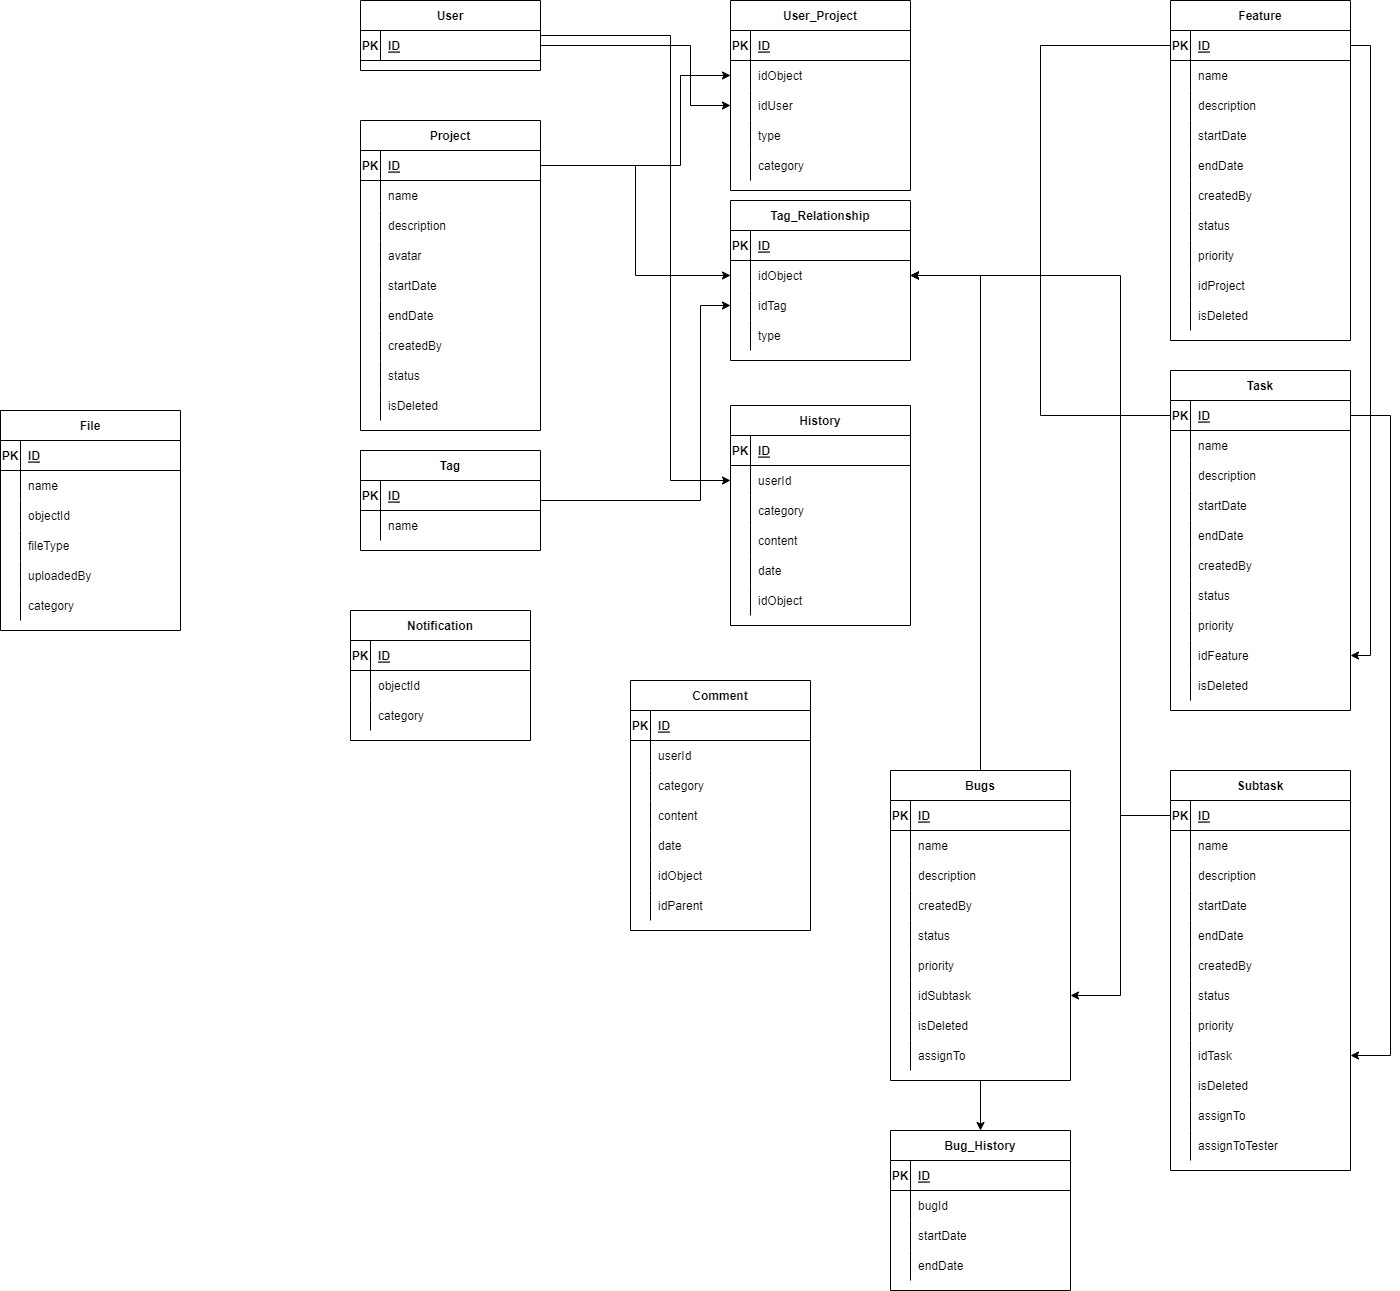 User
PK ID
Project
PK ID
name
description
avatar
startDate
endDate
createdBy
status
isDeleted
Tag
PK ID
name
File
PK ID
name
objectId
fileType
uploadedBy
category
Notification
PK ID
objectId
category
User_Project
PK ID
idObject
idUser
type
category
Tag_Relationship
PK ID
idObject
idTag
type
History
PK ID
userId
category
content
date
idObject
Comment
PK ID
userId
category
content
date
idObject
idParent
Feature
PK ID
name
description
startDate
endDate
createdBy
status
priority
idProject
isDeleted
Task
PK ID
name
description
startDate
endDate
createdBy
status
priority
idFeature
isDeleted
Bugs
PK ID
name
description
createdBy
status
priority
idSubtask
isDeleted
assignTo
Subtask
PK ID
name
description
startDate
endDate
createdBy
status
priority
idTask
isDeleted
assignTo
assignToTester
Bug_History
PK ID
bugId
startDate
endDate